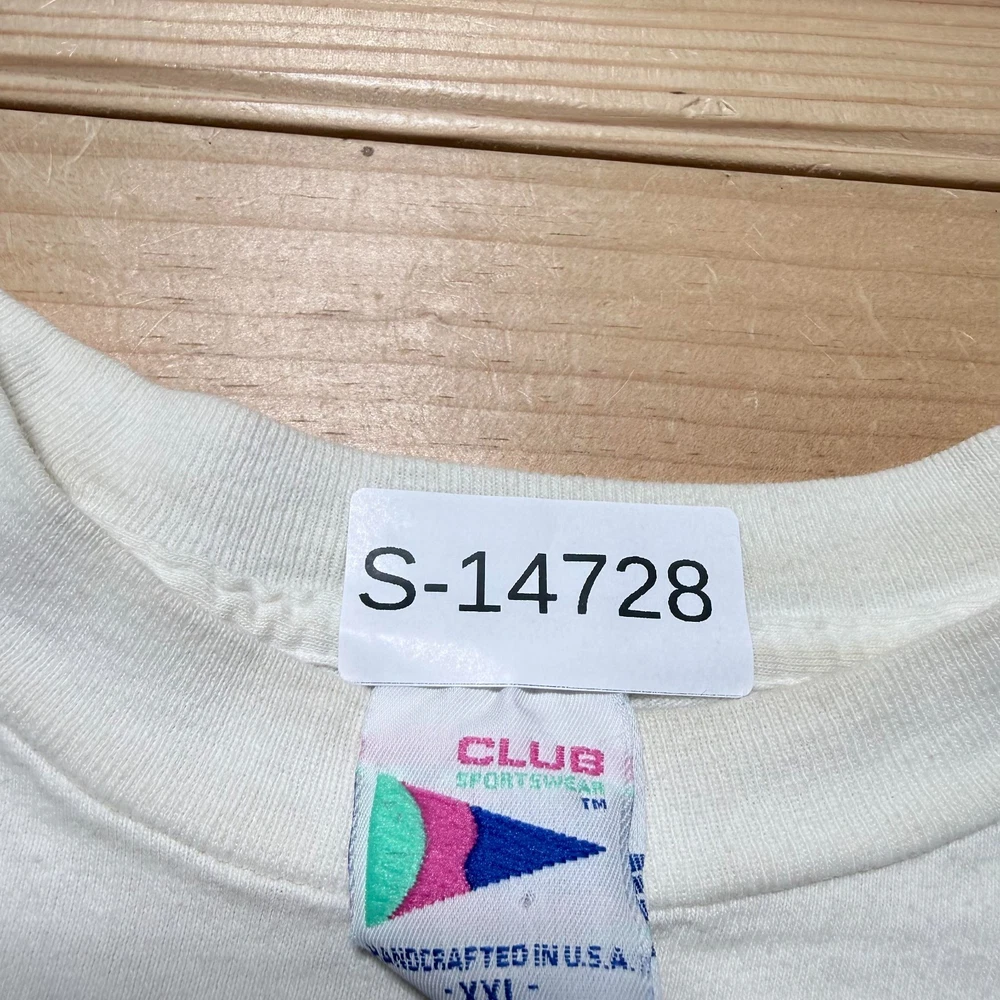 S-14728
CLUB
SPORTSWEAR
TM
HANDCRAFTED IN U.S.A.
- XXL -